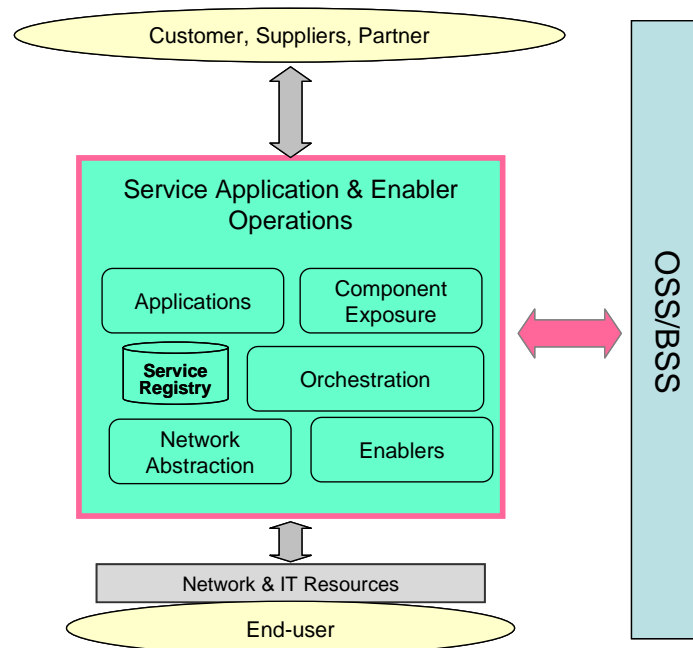 Customer, Suppliers, Partner
Service Application & Enabler
Operations
Applications
Component
Exposure
Service
Registry
Orchestration
Network
Abstraction
Enablers
OSS/BSS
Network & IT Resources
End-user